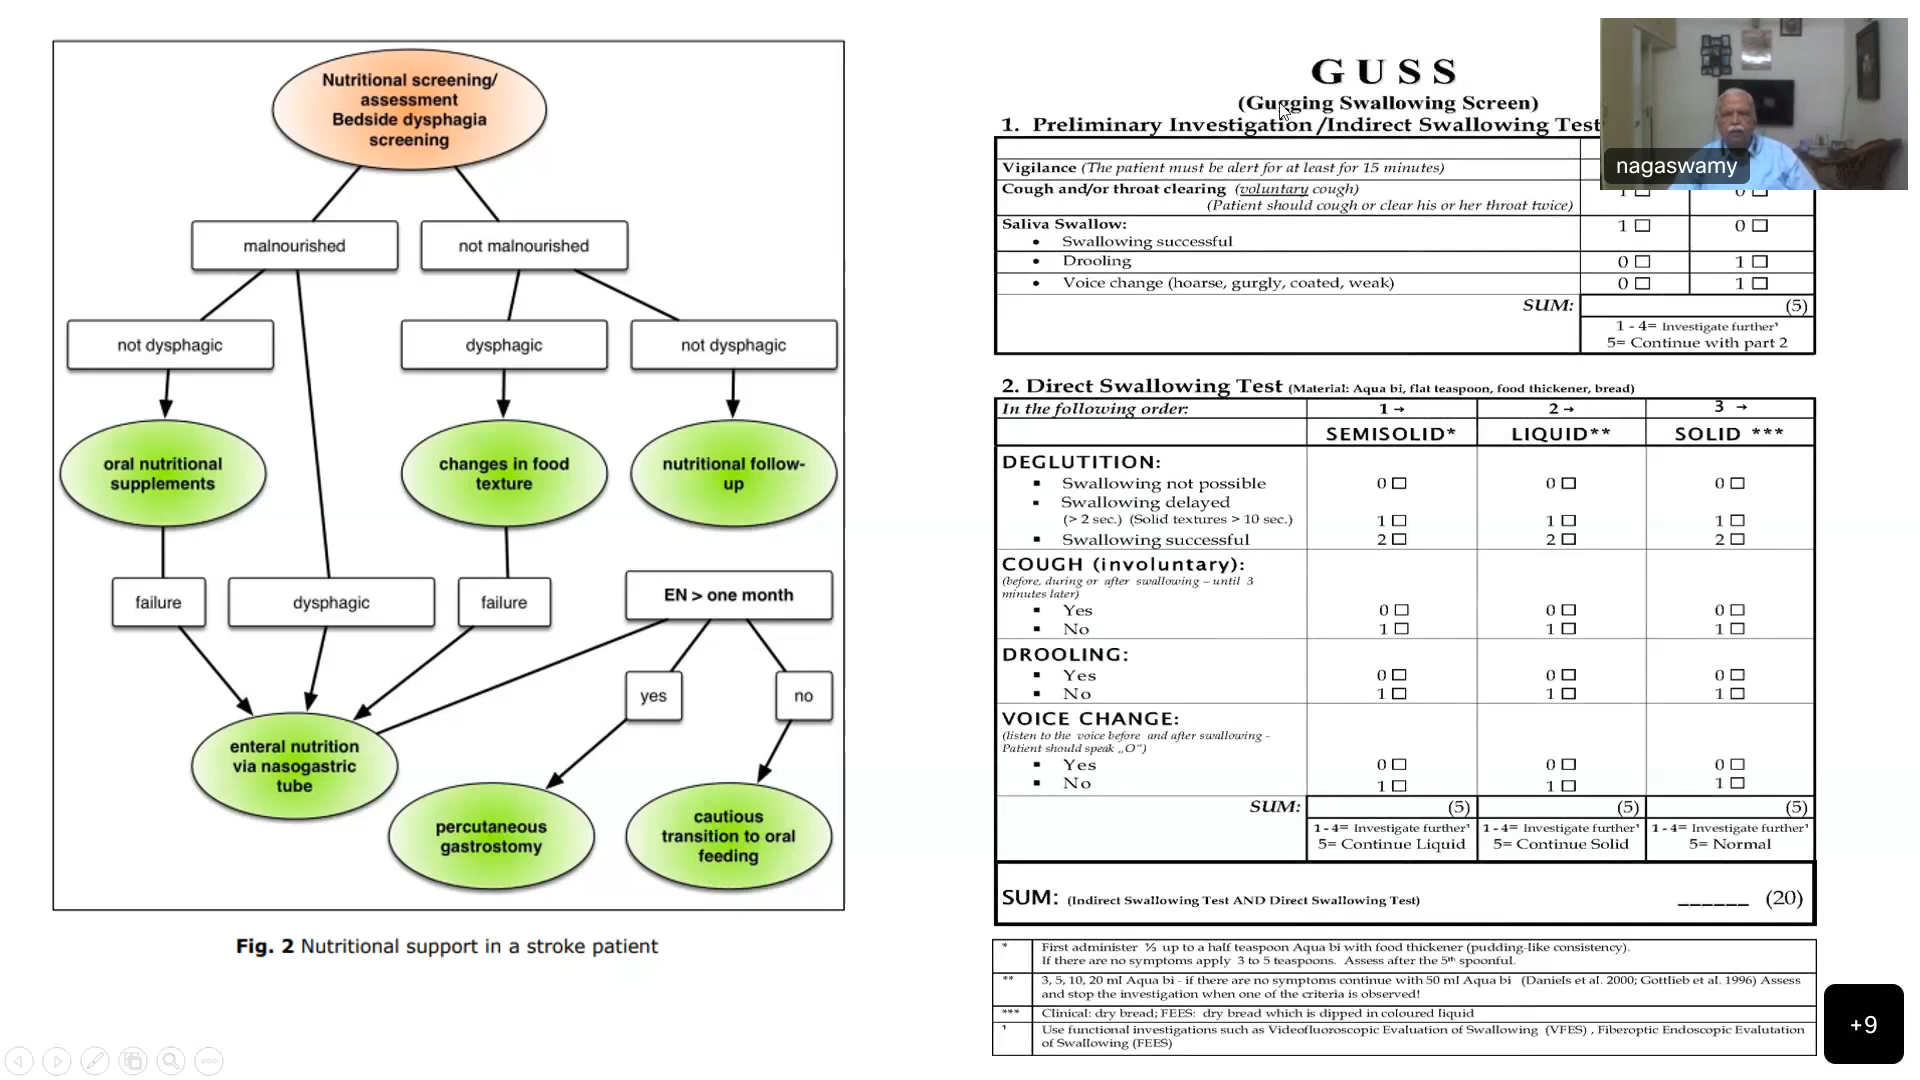 Nutritional screening/
assessment
Bedside dysphagia
screening
malnourished
not malnourished
not dysphagic
dysphagic
not dysphagic
oral nutritional
supplements
changes in food
texture
nutritional follow-
up
failure
dysphagic
failure
EN > one month
yes
no
enteral nutrition
via nasogastric
tube
percutaneous
gastrostomy
cautious
transition to oral
feeding
Fig. 2 Nutritional support in a stroke patient
G U S S
(Gugging Swallowing Screen)
1. Preliminary Investigation /Indirect Swallowing Test
Vigilance (The patient must be alert for at least for 15 minutes)
Cough and/or throat clearing (voluntary cough)
(Patient should cough or clear his or her throat twice)
1 ☐ 0 ☐
Saliva Swallow:
• Swallowing successful
1 ☐ 0 ☐
• Drooling 0 ☐ 1 ☐
• Voice change (hoarse, gurgly, coated, weak) 0 ☐ 1 ☐
SUM: (5)
1 - 4= Investigate further¹
5= Continue with part 2
2. Direct Swallowing Test (Material: Aqua bi, flat teaspoon, food thickener, bread)
In the following order: 1 → 2 → 3 →
SEMISOLID* LIQUID** SOLID ***
DEGLUTITION:
▪ Swallowing not possible 0 ☐ 0 ☐ 0 ☐
▪ Swallowing delayed
(> 2 sec.) (Solid textures > 10 sec.) 1 ☐ 1 ☐ 1 ☐
▪ Swallowing successful 2 ☐ 2 ☐ 2 ☐
COUGH (involuntary):
(before, during or after swallowing – until 3
minutes later)
▪ Yes 0 ☐ 0 ☐ 0 ☐
▪ No 1 ☐ 1 ☐ 1 ☐
DROOLING:
▪ Yes 0 ☐ 0 ☐ 0 ☐
▪ No 1 ☐ 1 ☐ 1 ☐
VOICE CHANGE:
(listen to the voice before and after swallowing -
Patient should speak „O")
▪ Yes 0 ☐ 0 ☐ 0 ☐
▪ No 1 ☐ 1 ☐ 1 ☐
SUM: (5) (5) (5)
1 - 4= Investigate further¹ 1 - 4= Investigate further¹ 1 - 4= Investigate further¹
5= Continue Liquid 5= Continue Solid 5= Normal
SUM: (Indirect Swallowing Test AND Direct Swallowing Test) ______ (20)
* First administer ⅓ up to a half teaspoon Aqua bi with food thickener (pudding-like consistency).
If there are no symptoms apply 3 to 5 teaspoons. Assess after the 5th spoonful.
** 3, 5, 10, 20 ml Aqua bi - if there are no symptoms continue with 50 ml Aqua bi (Daniels et al. 2000; Gottlieb et al. 1996) Assess
and stop the investigation when one of the criteria is observed!
*** Clinical: dry bread; FEES: dry bread which is dipped in coloured liquid
¹ Use functional investigations such as Videofluoroscopic Evaluation of Swallowing (VFES) , Fiberoptic Endoscopic Evalutation
of Swallowing (FEES)
nagaswamy
+9